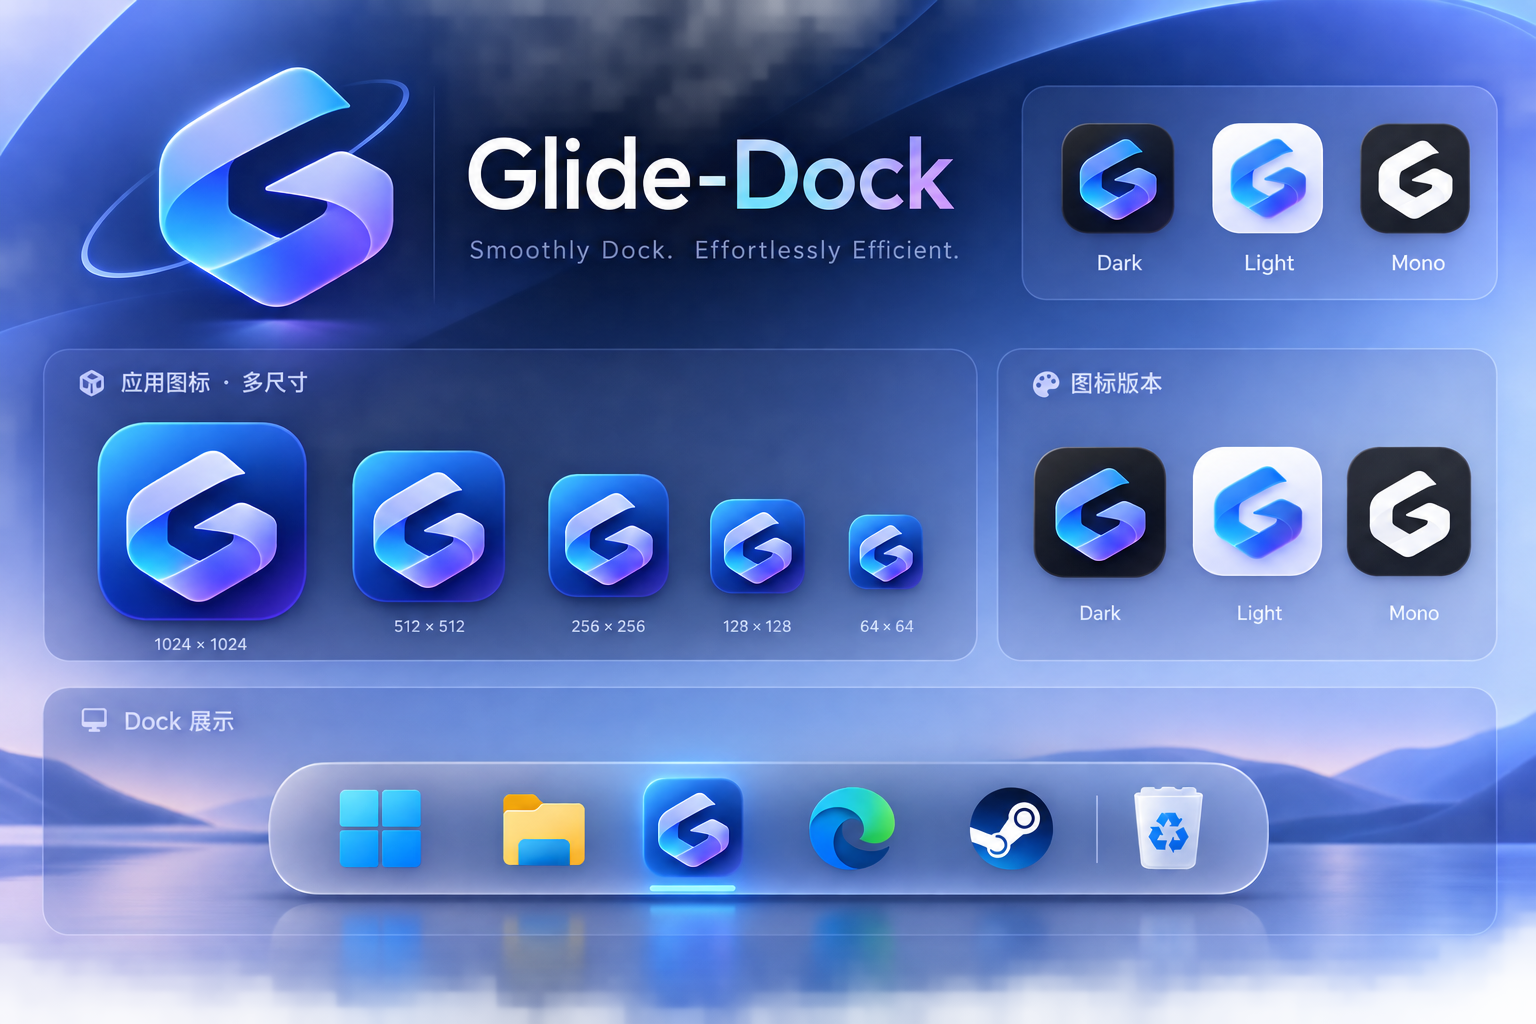 Glide-Dock
Smoothly Dock. Effortlessly Efficient.
Dark
Light
Mono
应用图标 · 多尺寸
1024 × 1024
512 × 512
256 × 256
128 × 128
64 × 64
图标版本
Dark
Light
Mono
Dock 展示